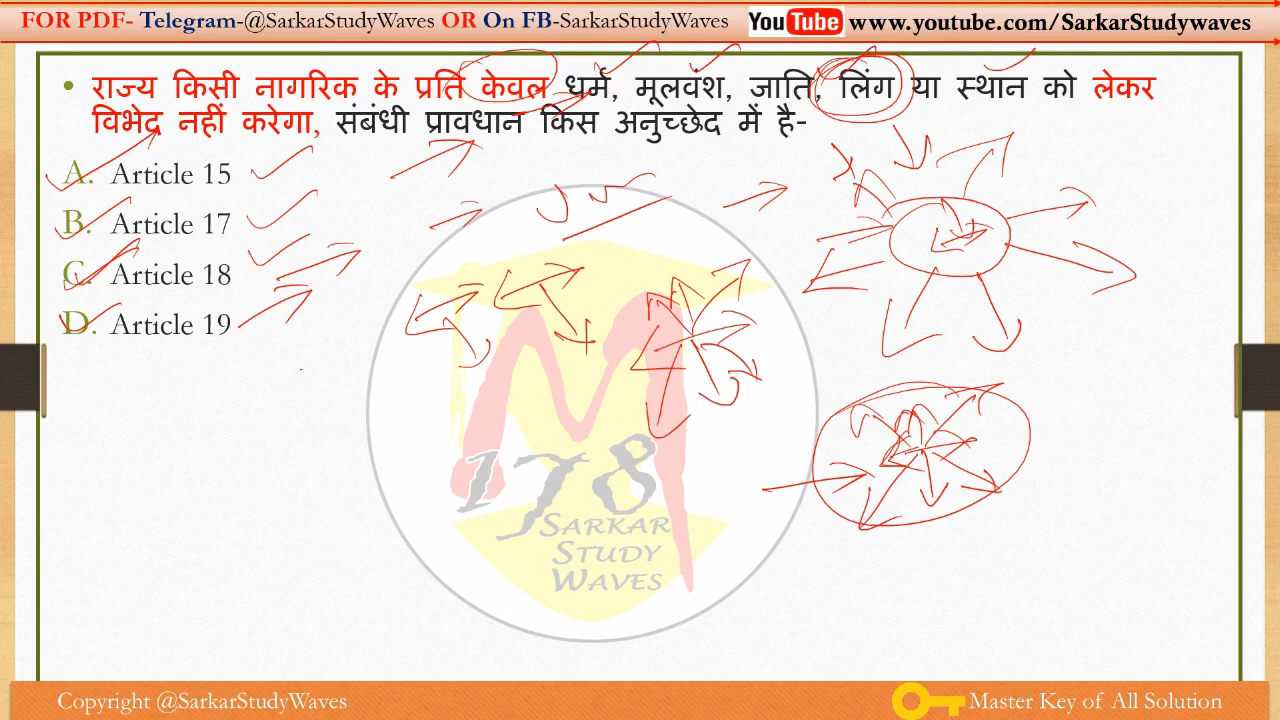 FOR PDF- Telegram-@SarkarStudyWaves OR On FB-SarkarStudyWaves YouTube www.youtube.com/SarkarStudywaves
• राज्य किसी नागरिक के प्रति केवल धर्म, मूलवंश, जाति, लिंग या स्थान को लेकर
विभेद नहीं करेगा, संबंधी प्रावधान किस अनुच्छेद में है-
A. Article 15
B. Article 17
C. Article 18
D. Article 19
178
SARKAR
STUDY
WAVES
Copyright @SarkarStudyWaves Master Key of All Solution